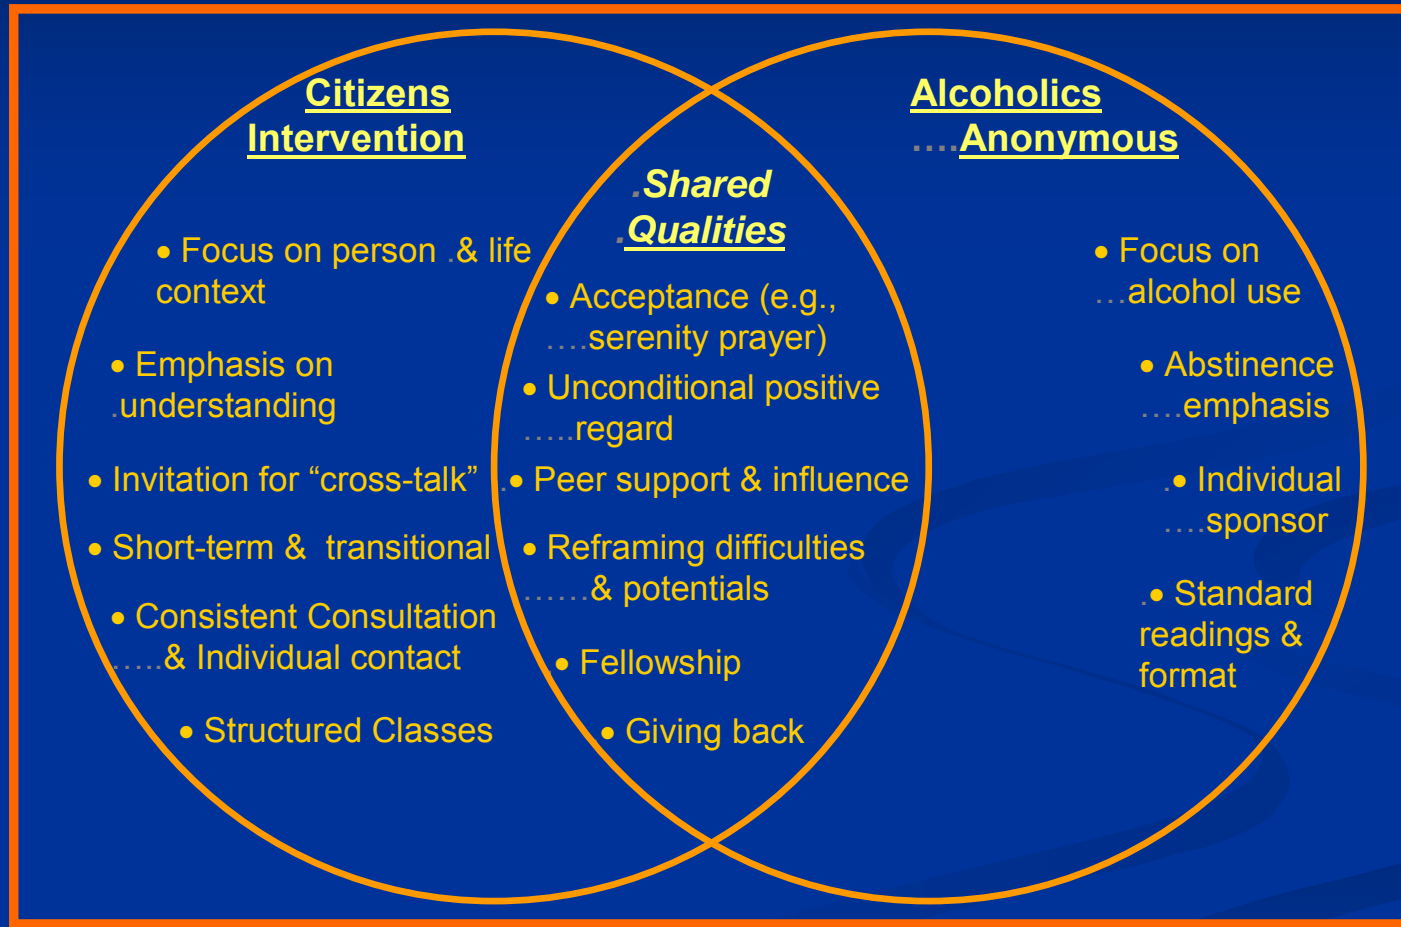 Citizens
Intervention
• Focus on person .& life
context
• Emphasis on
.understanding
• Invitation for “cross-talk”
• Short-term & transitional
• Consistent Consultation
…..& Individual contact
• Structured Classes
.Shared
.Qualities
• Acceptance (e.g.,
….serenity prayer)
• Unconditional positive
…..regard
.• Peer support & influence
• Reframing difficulties
……& potentials
.• Fellowship
• Giving back
Alcoholics
….Anonymous
• Focus on
…alcohol use
• Abstinence
….emphasis
.• Individual
….sponsor
.• Standard
readings &
format